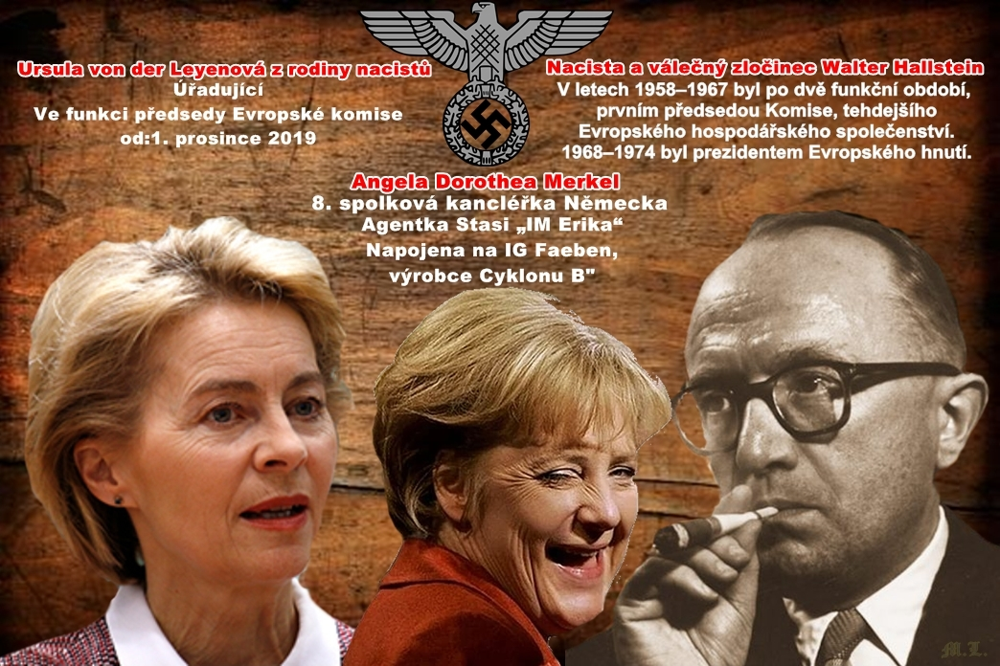 Ursula von der Leyenová z rodiny nacistů
Úřadující
Ve funkci předsedy Evropské komise
od:1. prosince 2019
Nacista a válečný zločinec Walter Hallstein
V letech 1958–1967 byl po dvě funkční období,
prvním předsedou Komise, tehdejšího
Evropského hospodářského společenství.
1968–1974 byl prezidentem Evropského hnutí.
Angela Dorothea Merkel
8. spolková kancléřka Německa
Agentka Stasi „IM Erika“
Napojena na IG Faeben,
výrobce Cyklonu B"
M.L.